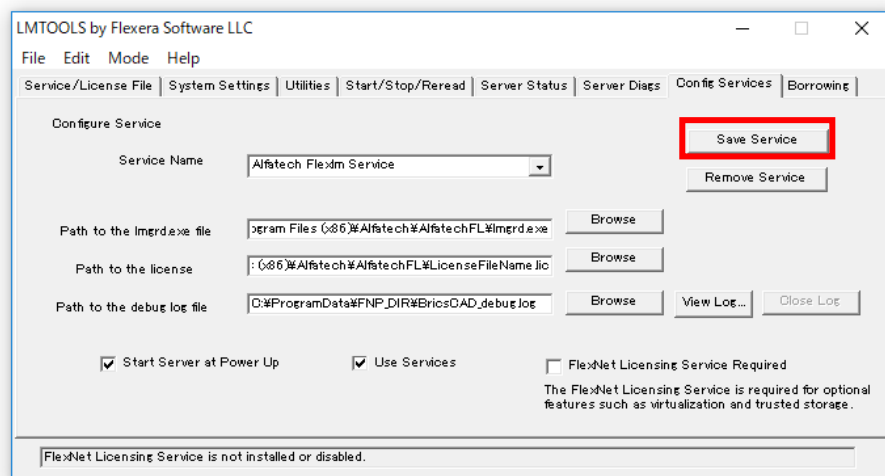 LMTOOLS by Flexera Software LLC
File Edit Mode Help
Service/License File System Settings Utilities Start/Stop/Reread Server Status Server Diags Config Services Borrowing
Configure Service
Save Service
Service Name
Alfatech Flexlm Service
Remove Service
Path to the lmgrd.exe file
ogram Files (x86)¥Alfatech¥AlfatechFL¥lmgrd.exe
Browse
Path to the license
: (x86)¥Alfatech¥AlfatechFL¥LicenseFileName.lic
Browse
Path to the debug log file
C:¥ProgramData¥FNP_DIR¥BricsCAD_debug.log
Browse
View Log...
Close Log
Start Server at Power Up
Use Services
FlexNet Licensing Service Required
The FlexNet Licensing Service is required for optional
features such as virtualization and trusted storage.
FlexNet Licensing Service is not installed or disabled.